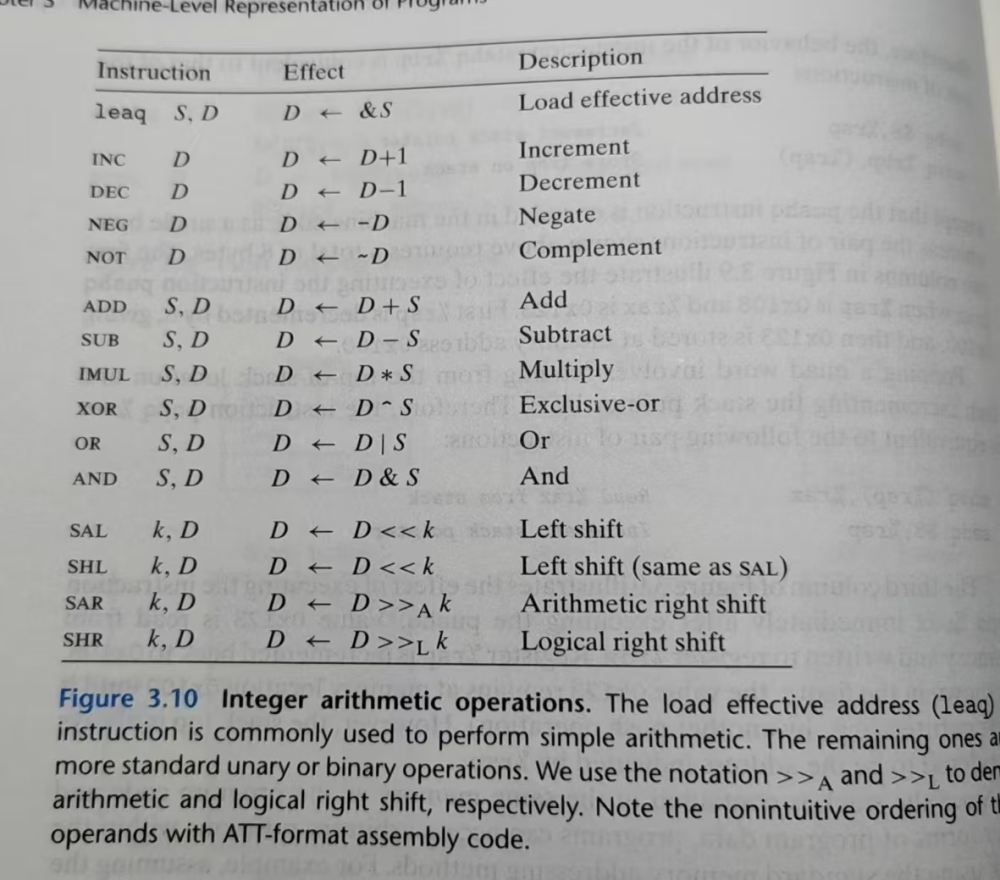 Machine-Level Representation of Programs
Instruction Effect Description
leaq S, D D ← &S Load effective address
INC D D ← D+1 Increment
DEC D D ← D−1 Decrement
NEG D D ← -D Negate
NOT D D ← ~D Complement
ADD S, D D ← D + S Add
SUB S, D D ← D − S Subtract
IMUL S, D D ← D * S Multiply
XOR S, D D ← D ^ S Exclusive-or
OR S, D D ← D | S Or
AND S, D D ← D & S And
SAL k, D D ← D << k Left shift
SHL k, D D ← D << k Left shift (same as SAL)
SAR k, D D ← D >>A k Arithmetic right shift
SHR k, D D ← D >>L k Logical right shift
Figure 3.10 Integer arithmetic operations. The load effective address (leaq)
instruction is commonly used to perform simple arithmetic. The remaining ones
more standard unary or binary operations. We use the notation >>A and >>L to
arithmetic and logical right shift, respectively. Note the nonintuitive ordering of
operands with ATT-format assembly code.